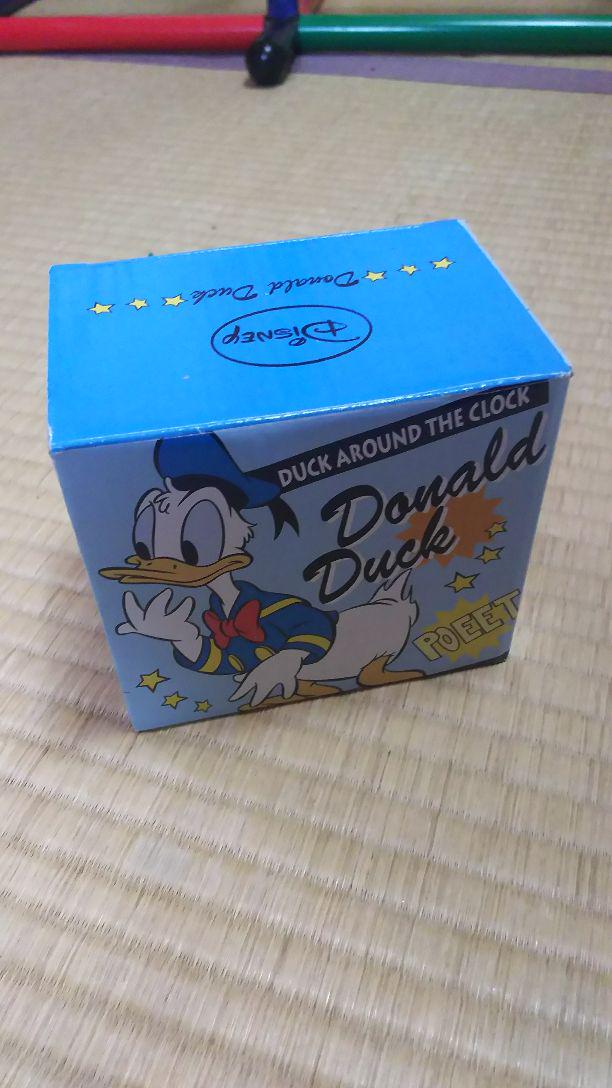 Donald Duck
Disney
DUCK AROUND THE CLOCK
Donald
Duck
POEET